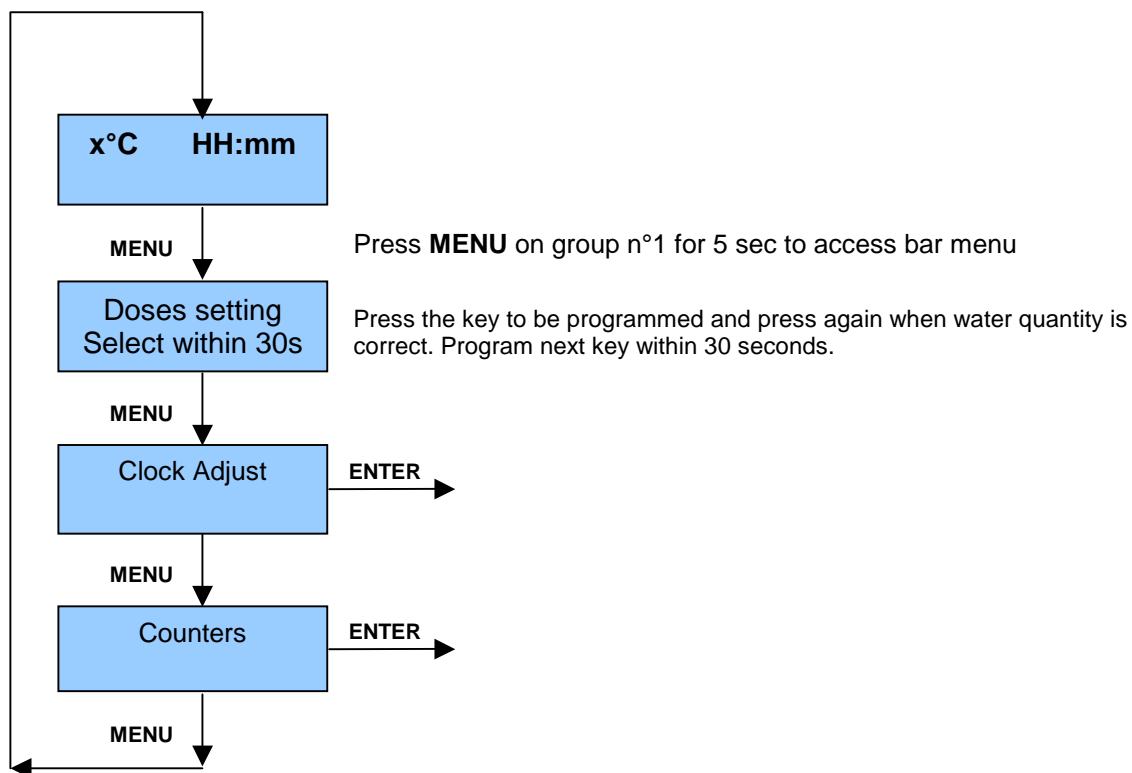 x°C HH:mm
MENU
Press MENU on group n°1 for 5 sec to access bar menu
Doses setting
Select within 30s
Press the key to be programmed and press again when water quantity is
correct. Program next key within 30 seconds.
MENU
Clock Adjust
ENTER
MENU
Counters
ENTER
MENU